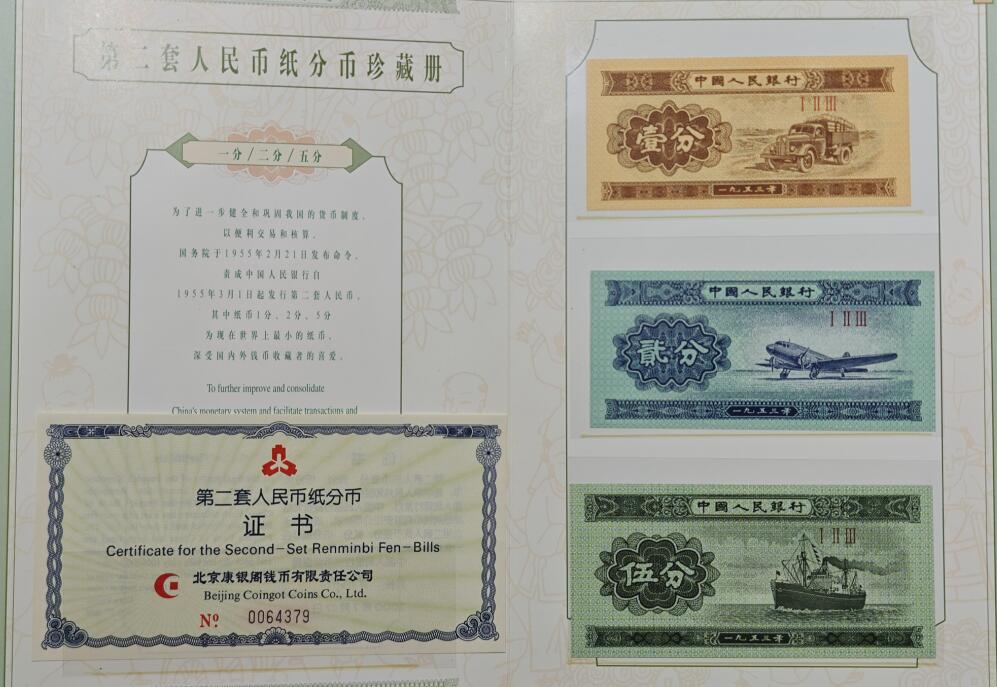 第二套人民币纸分币珍藏册
一分/二分/五分
为了进一步健全和巩固我国的货币制度，
以便利交易和核算，
国务院于1955年2月21日发布命令，
责成中国人民银行自
1955年3月1日起发行第二套人民币，
其中纸币1分、2分、5分
为现在世界上最小的纸币，
深受国内外钱币收藏者的喜爱。
To further improve and consolidate
China's monetary system and facilitate transactions and
第二套人民币纸分币
证书
Certificate for the Second-Set Renminbi Fen-Bills
北京康银阁钱币有限责任公司
Beijing Coingot Coins Co., Ltd.
Nº 0064379
中國人民銀行
I II III
壹分
一九五三年
中國人民銀行
I II III
貳分
一九五三年
中國人民銀行
I II III
伍分
一九五三年